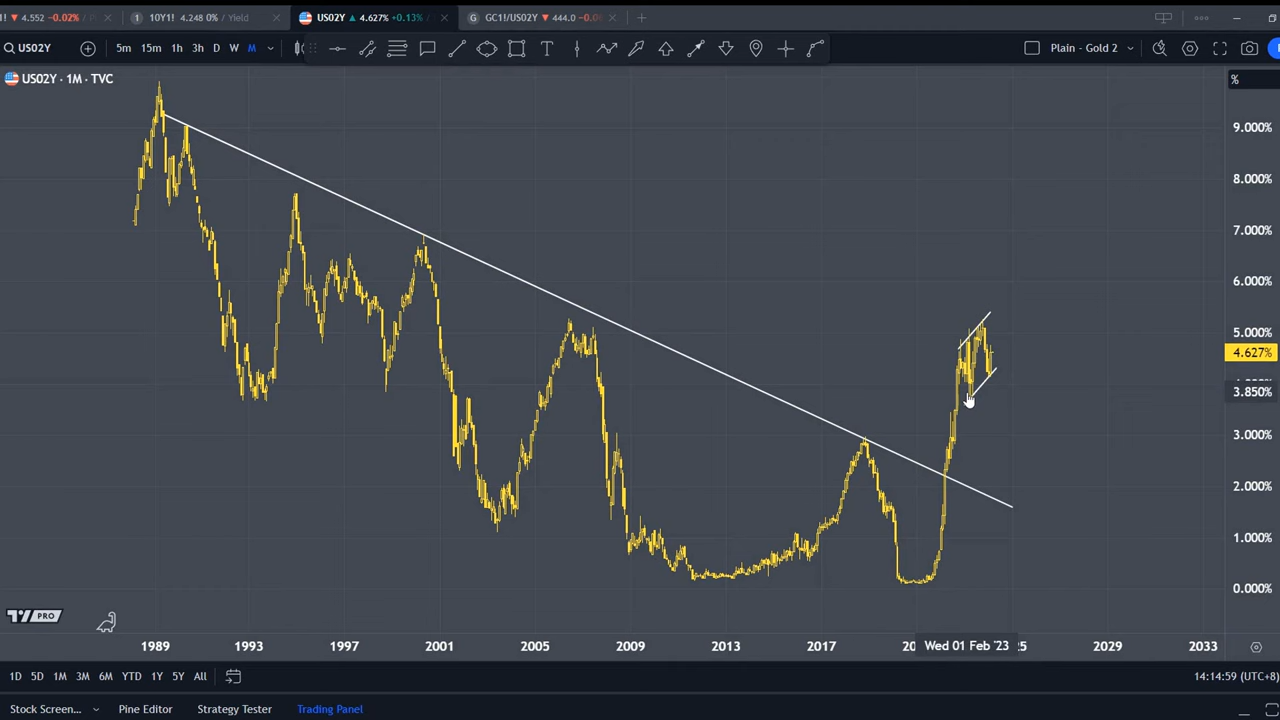 1! ▼ 4.552 −0.02%
10Y1! 4.248 0% / Yield
US02Y ▲ 4.627% +0.13%
G GC1!/US02Y ▼ 444.0
US02Y 5m 15m 1h 3h D W M
T
Plain - Gold 2
US02Y · 1M · TVC
%
9.000%
8.000%
7.000%
6.000%
5.000%
4.627%
3.850%
3.000%
2.000%
1.000%
0.000%
PRO
1989 1993 1997 2001 2005 2009 2013 2017 Wed 01 Feb '23 2029 2033
1D 5D 1M 3M 6M YTD 1Y 5Y All
14:14:59 (UTC+8)
Stock Screen... Pine Editor Strategy Tester Trading Panel